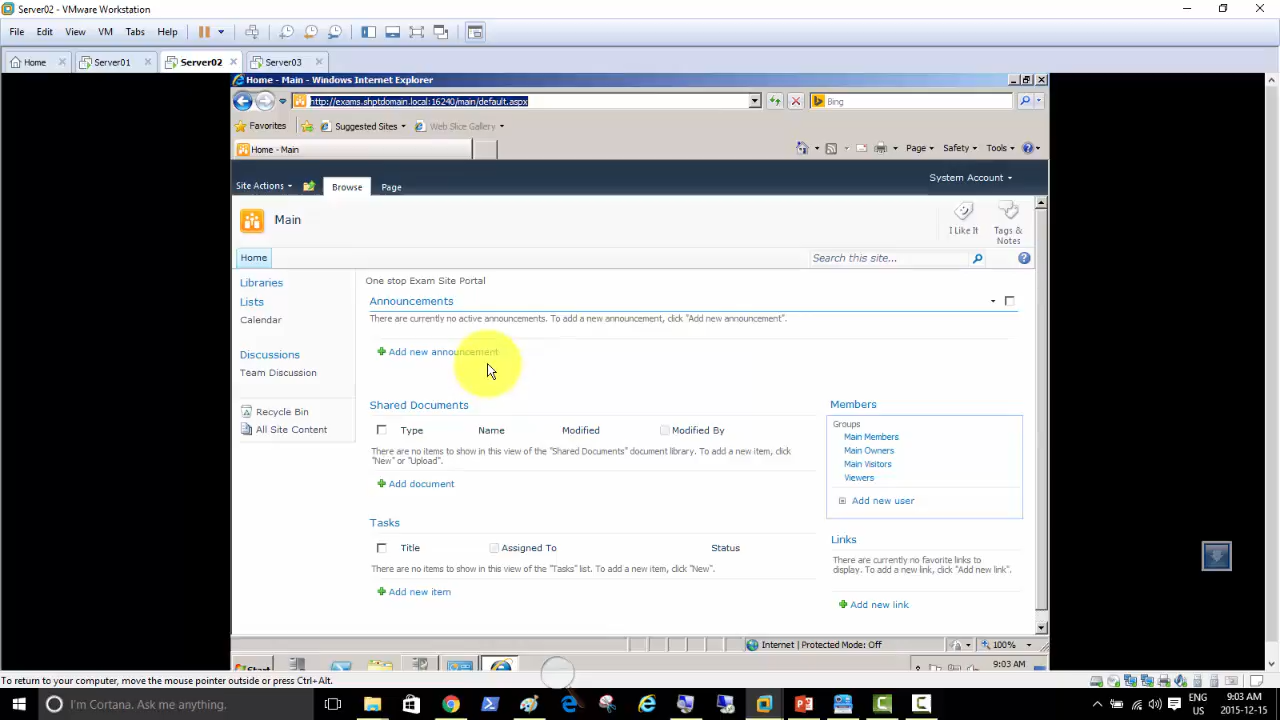 Server02 - VMware Workstation
File Edit View VM Tabs Help
Home Server01 Server02 Server03
Home - Main - Windows Internet Explorer
http://exams.shptdomain.local:16240/main/default.aspx Bing
Favorites Suggested Sites Web Slice Gallery
Home - Main Page Safety Tools
Site Actions Browse Page System Account
Main
I Like It Tags & Notes
Home Search this site...
Libraries
Lists
Calendar
Discussions
Team Discussion
Recycle Bin
All Site Content
One stop Exam Site Portal
Announcements
There are currently no active announcements. To add a new announcement, click "Add new announcement".
Add new announcement
Shared Documents
Type Name Modified Modified By
There are no items to show in this view of the "Shared Documents" document library. To add a new item, click
"New" or "Upload".
Add document
Tasks
Title Assigned To Status
There are no items to show in this view of the "Tasks" list. To add a new item, click "New".
Add new item
Members
Groups
Main Members
Main Owners
Main Visitors
Viewers
Add new user
Links
There are currently no favorite links to
display. To add a new link, click "Add new link".
Add new link
Internet | Protected Mode: Off 100%
Start 9:03 AM
To return to your computer, move the mouse pointer outside or press Ctrl+Alt.
I'm Cortana. Ask me anything.
ENG 9:03 AM
US 2015-12-15